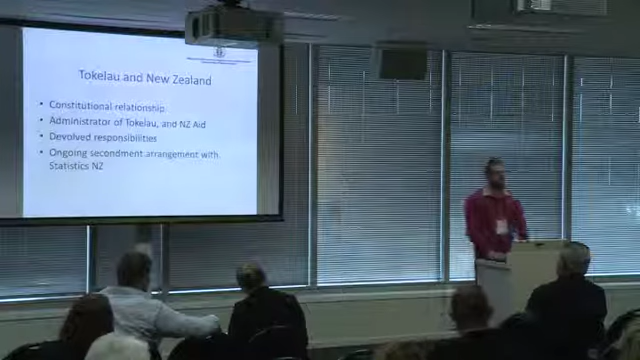 Tokelau and New Zealand
• Constitutional relationship
• Administrator of Tokelau, and NZ Aid
• Devolved responsibilities
• Ongoing secondment arrangement with
Statistics NZ